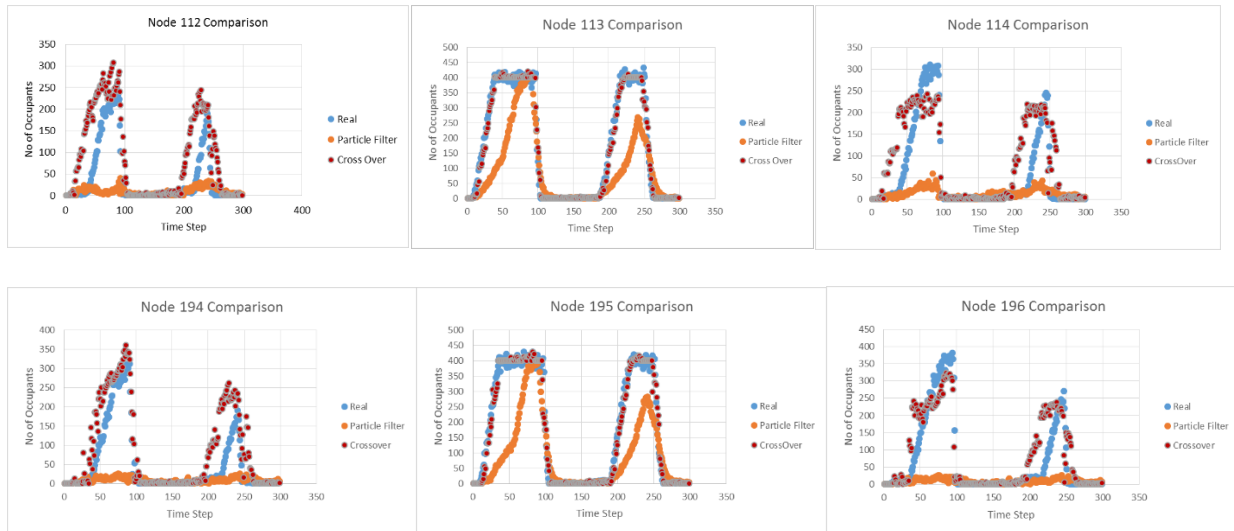 Node 112 Comparison
350
300
250
200
150
100
50
0
0 100 200 300 400
No of Occupants
Time Step
Real
Particle Filter
Cross Over
Node 113 Comparison
500
450
400
350
300
250
200
150
100
50
0
0 50 100 150 200 250 300 350
No of Occupants
Time Step
Real
Particle Filter
CrossOver
Node 114 Comparison
350
300
250
200
150
100
50
0
0 50 100 150 200 250 300 350
No of Occupants
Time Step
Real
Particle Filter
CrossOver
Node 194 Comparison
400
350
300
250
200
150
100
50
0
0 50 100 150 200 250 300 350
No of Occupants
Time Step
Real
Particle Filter
Crossover
Node 195 Comparison
500
450
400
350
300
250
200
150
100
50
0
0 50 100 150 200 250 300 350
No of Occupants
Time Step
Real
Particle Filter
CrossOver
Node 196 Comparison
450
400
350
300
250
200
150
100
50
0
0 50 100 150 200 250 300 350
No of Occupants
Time Step
Real
Particle Filter
Crossover